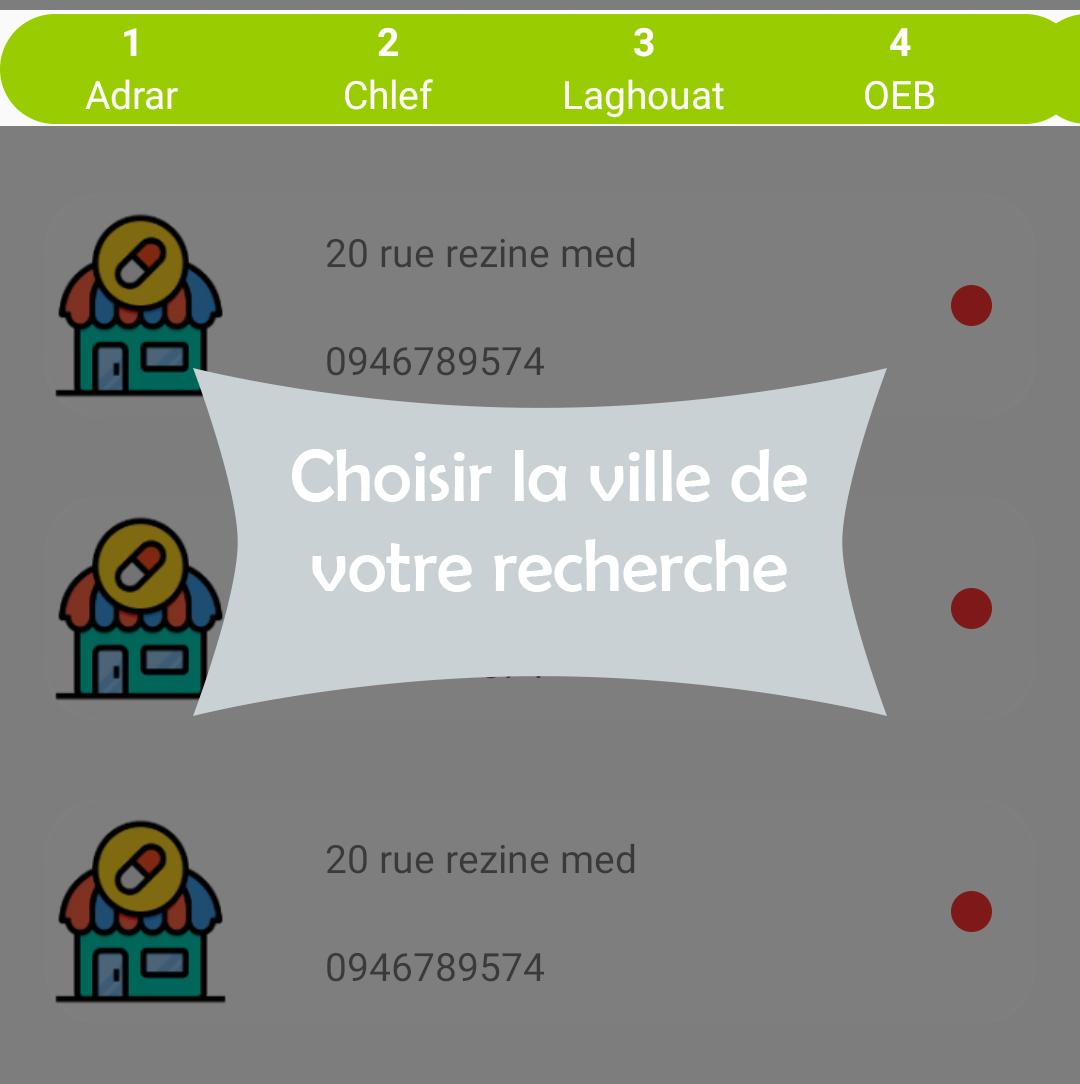 1 2 3 4
Adrar Chlef Laghouat OEB
20 rue rezine med
0946789574
Choisir la ville de
votre recherche
20 rue rezine med
0946789574